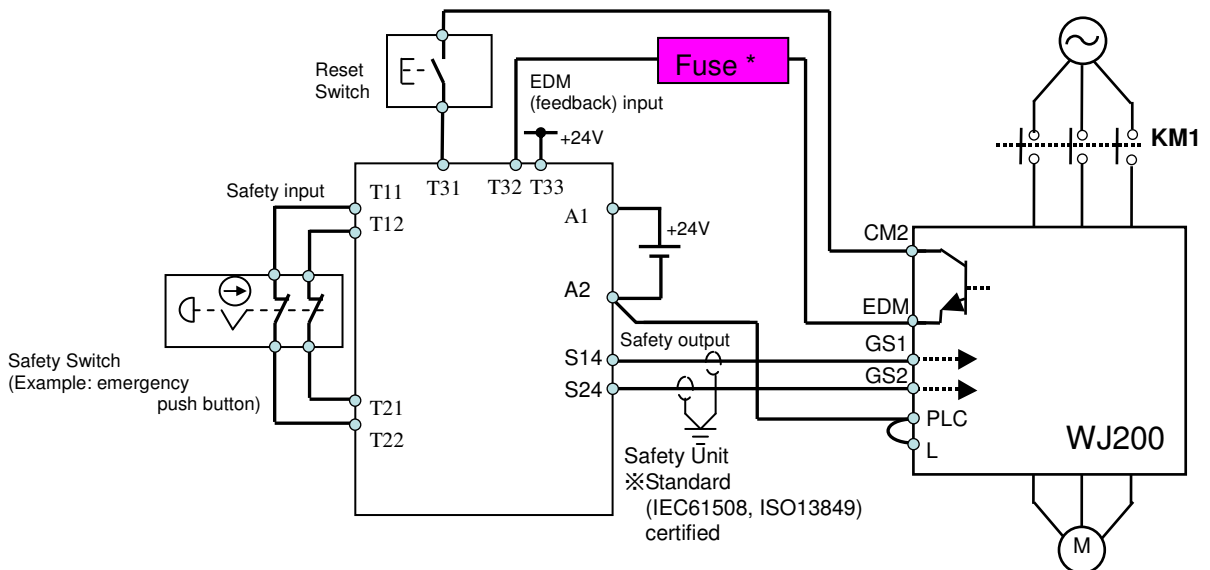 Reset
Switch
EDM
(feedback) input
Fuse *
+24V
KM1
Safety input
T11
T12
T31
T32
T33
A1
+24V
A2
CM2
EDM
Safety output
S14
GS1
S24
GS2
PLC
L
WJ200
Safety Switch
(Example: emergency
push button)
T21
T22
Safety Unit
※Standard
(IEC61508, ISO13849)
certified
M